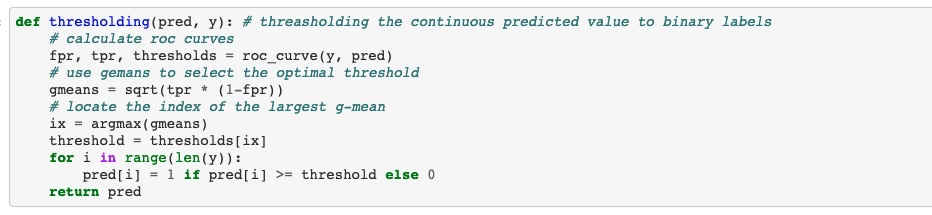 def thresholding(pred, y): # threasholding the continuous predicted value to binary labels
    # calculate roc curves
    fpr, tpr, thresholds = roc_curve(y, pred)
    # use gemans to select the optimal threshold
    gmeans = sqrt(tpr * (1-fpr))
    # locate the index of the largest g-mean
    ix = argmax(gmeans)
    threshold = thresholds[ix]
    for i in range(len(y)):
        pred[i] = 1 if pred[i] >= threshold else 0
    return pred